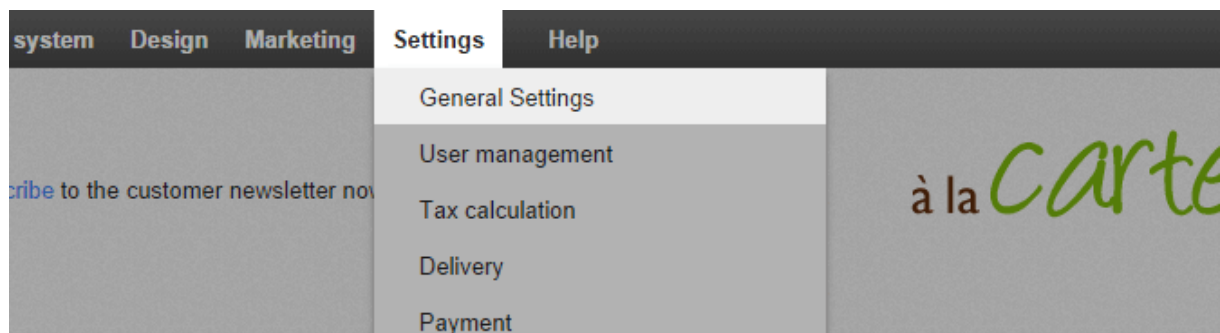 system Design Marketing Settings Help
General Settings
User management
to the customer newsletter
à la carte
Tax calculation
Delivery
Payment